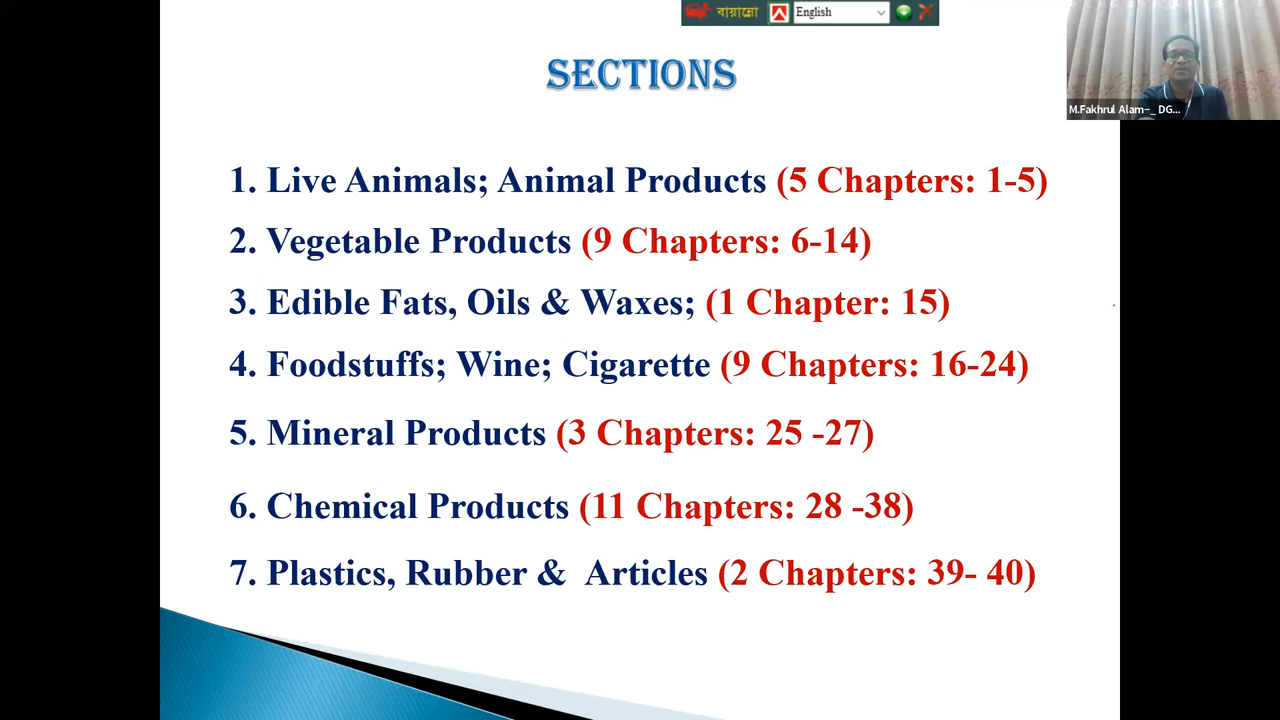 বায়ান্নো English
SECTIONS
M.Fakhrul Alam-_ DG...
1. Live Animals; Animal Products (5 Chapters: 1-5)
2. Vegetable Products (9 Chapters: 6-14)
3. Edible Fats, Oils & Waxes; (1 Chapter: 15)
4. Foodstuffs; Wine; Cigarette (9 Chapters: 16-24)
5. Mineral Products (3 Chapters: 25 -27)
6. Chemical Products (11 Chapters: 28 -38)
7. Plastics, Rubber &  Articles (2 Chapters: 39- 40)